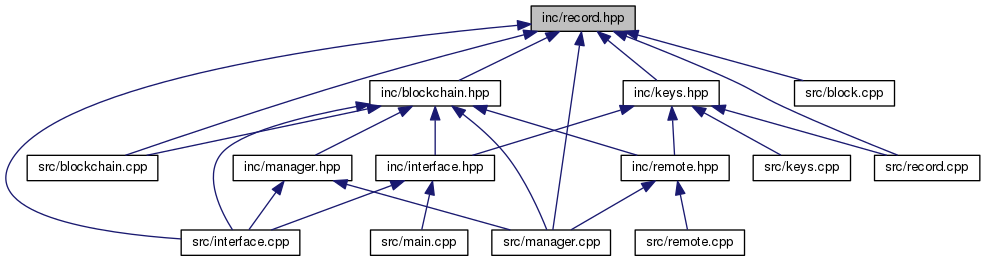 inc/record.hpp
inc/blockchain.hpp
inc/keys.hpp
src/block.cpp
src/blockchain.cpp
inc/manager.hpp
inc/interface.hpp
inc/remote.hpp
src/keys.cpp
src/record.cpp
src/interface.cpp
src/main.cpp
src/manager.cpp
src/remote.cpp